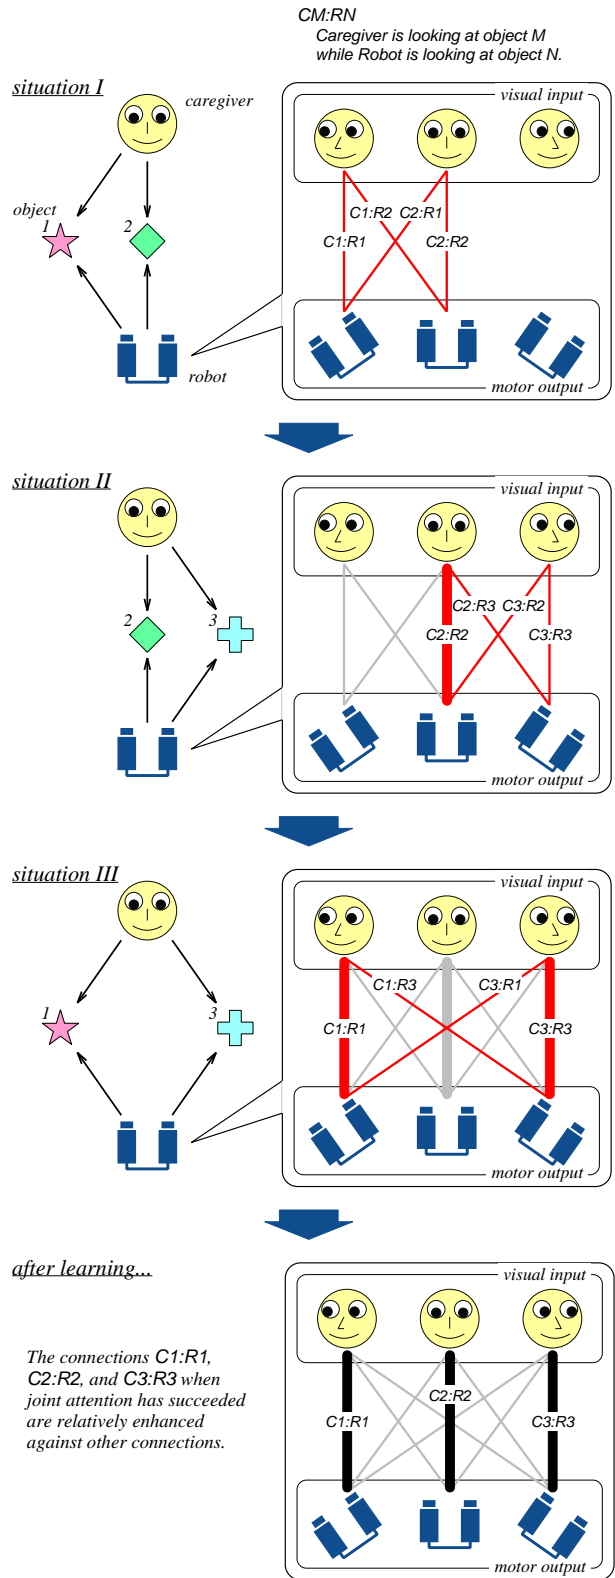 CM:RN
Caregiver is looking at object M
while Robot is looking at object N.
situation I
caregiver
visual input
object
1
2
C1:R2
C2:R1
C1:R1
C2:R2
robot
motor output
situation II
visual input
2
3
C2:R3
C3:R2
C2:R2
C3:R3
motor output
situation III
visual input
1
3
C1:R3
C3:R1
C1:R1
C3:R3
motor output
after learning...
visual input
The connections C1:R1,
C2:R2, and C3:R3 when
joint attention has succeeded
are relatively enhanced
against other connections.
C2:R2
C1:R1
C3:R3
motor output